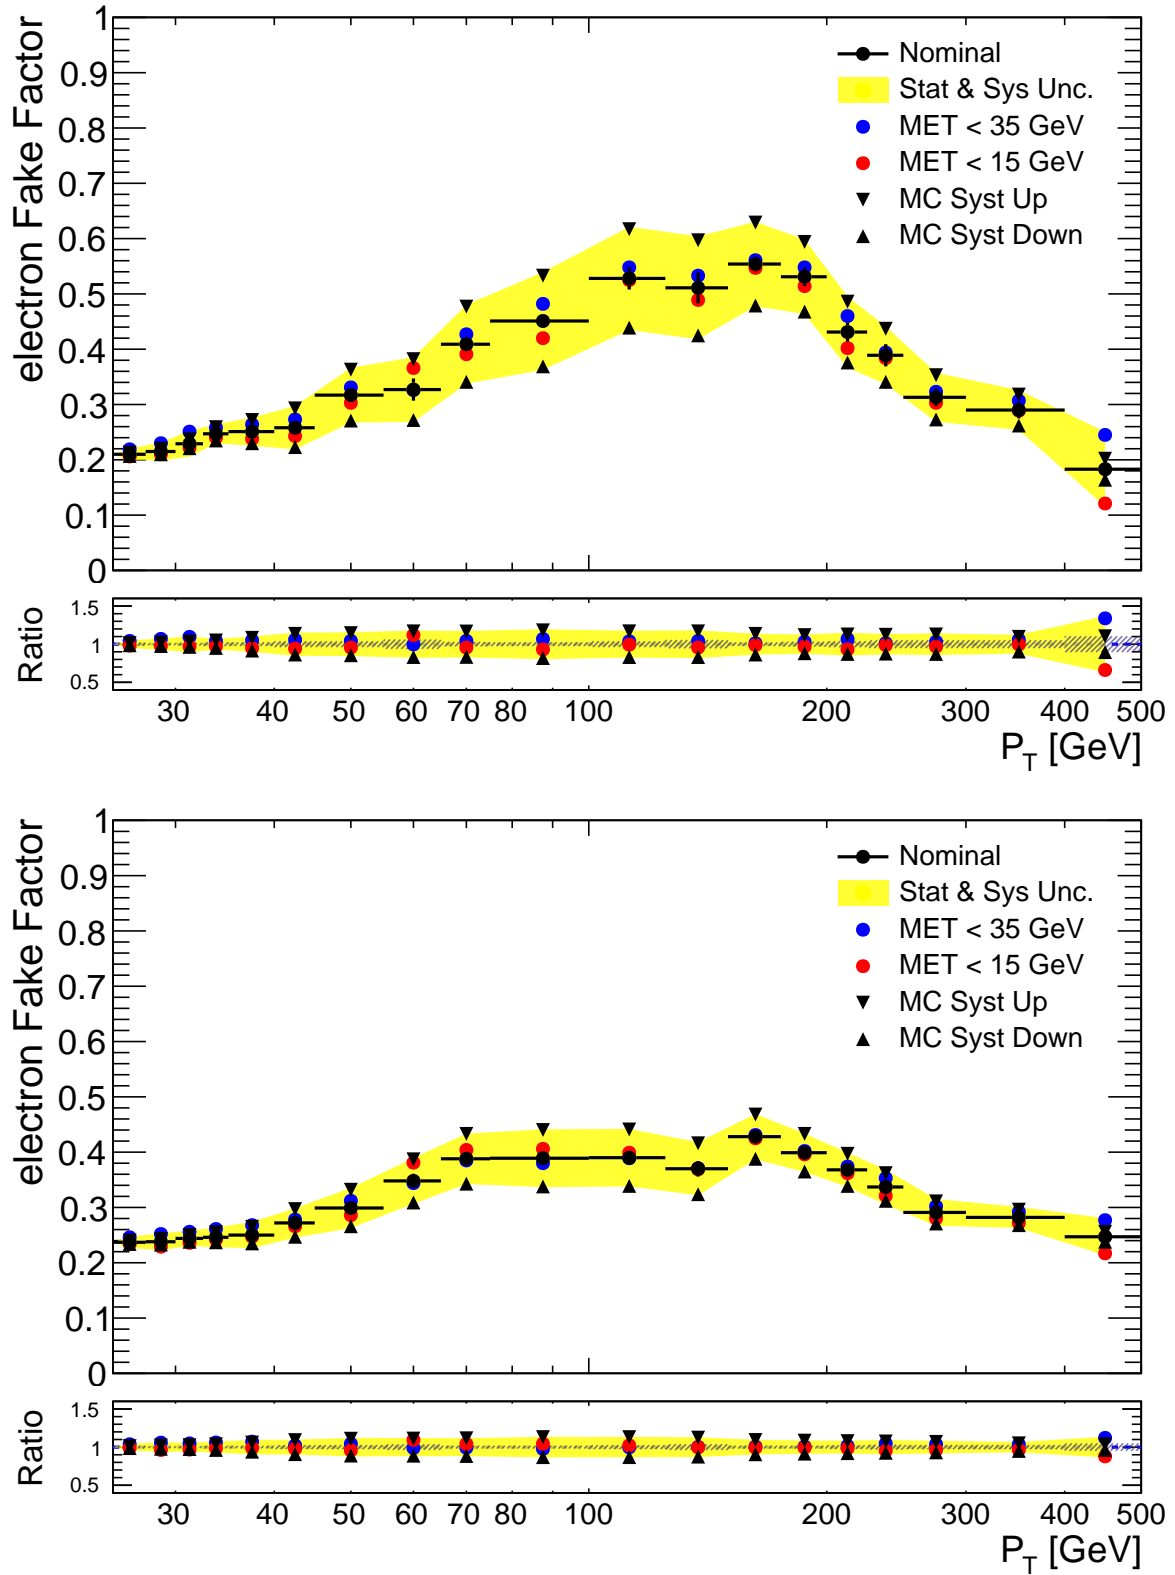 electron Fake Factor
1
0.9
0.8
0.7
0.6
0.5
0.4
0.3
0.2
0.1
0
Nominal
Stat & Sys Unc.
MET < 35 GeV
MET < 15 GeV
MC Syst Up
MC Syst Down
Ratio
1.5
1
0.5
30 40 50 60 70 80 100 200 300 400 500
P_T [GeV]
electron Fake Factor
1
0.9
0.8
0.7
0.6
0.5
0.4
0.3
0.2
0.1
0
Nominal
Stat & Sys Unc.
MET < 35 GeV
MET < 15 GeV
MC Syst Up
MC Syst Down
Ratio
1.5
1
0.5
30 40 50 60 70 80 100 200 300 400 500
P_T [GeV]